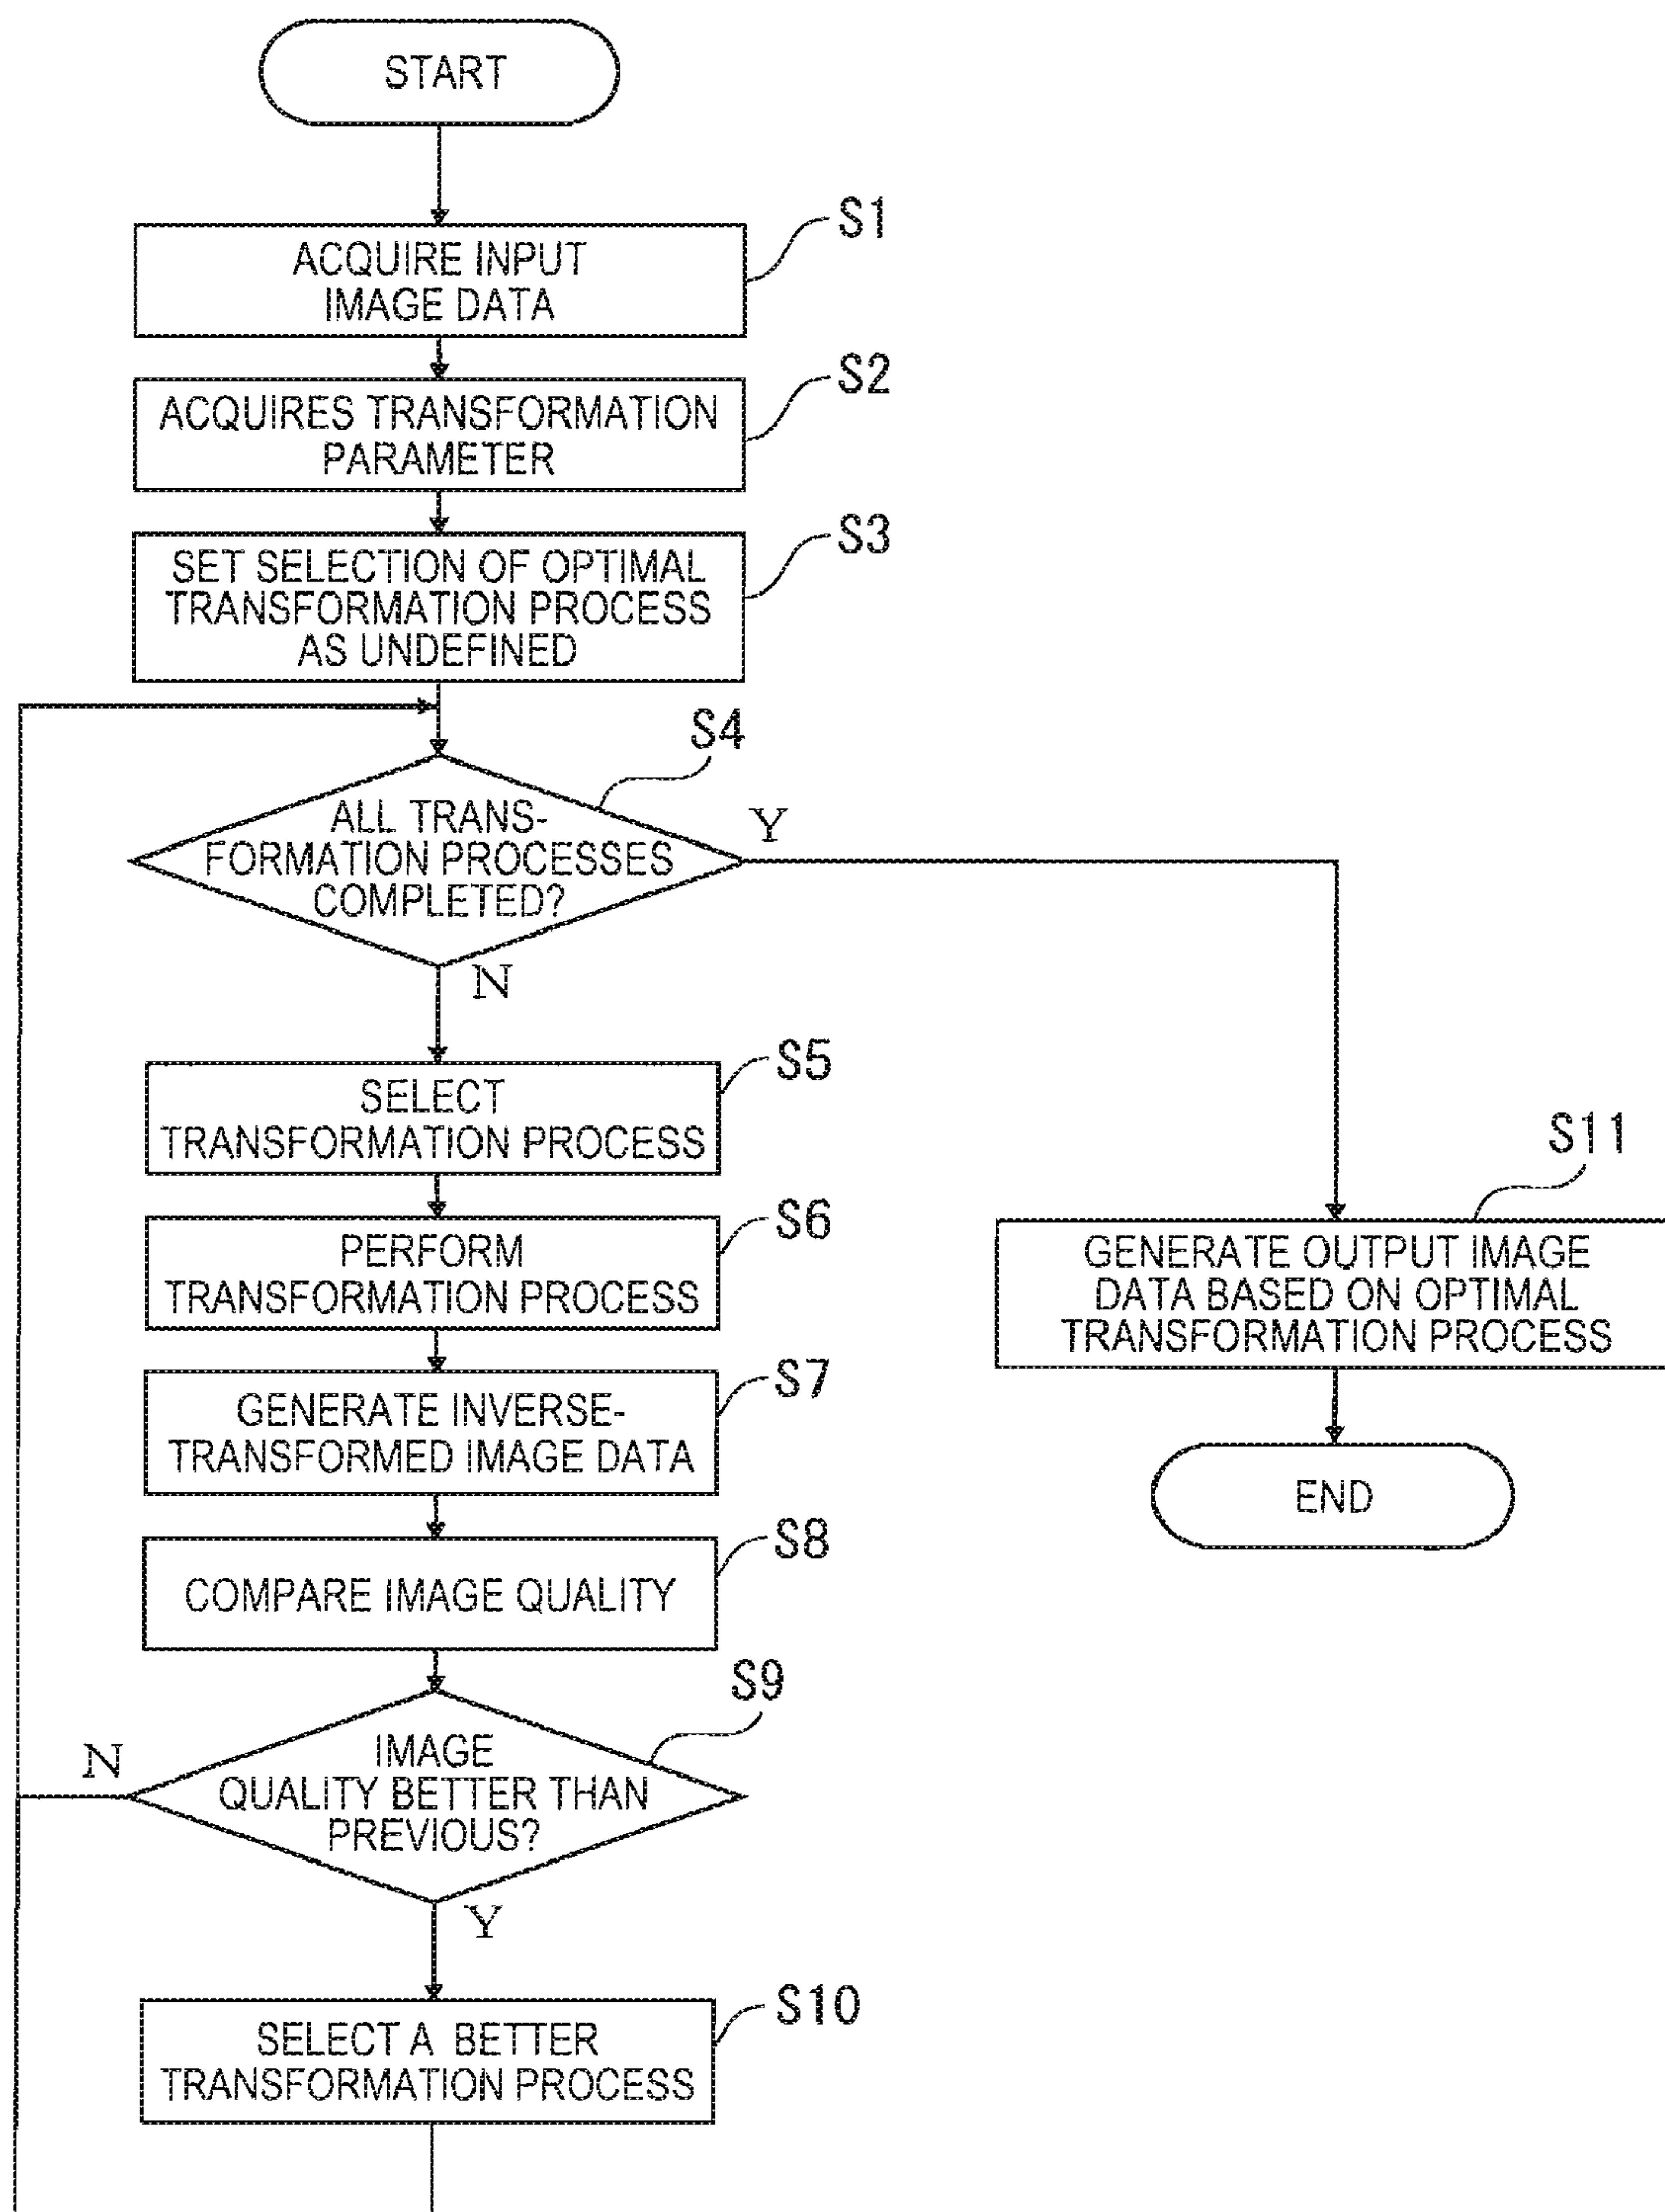 START
S1
ACQUIRE INPUT
IMAGE DATA
S2
ACQUIRES TRANSFORMATION
PARAMETER
S3
SET SELECTION OF OPTIMAL
TRANSFORMATION PROCESS
AS UNDEFINED
S4
ALL TRANS-
FORMATION PROCESSES
COMPLETED?
Y
N
S5
SELECT
TRANSFORMATION PROCESS
S6
PERFORM
TRANSFORMATION PROCESS
S7
GENERATE INVERSE-
TRANSFORMED IMAGE DATA
S8
COMPARE IMAGE QUALITY
S9
IMAGE
QUALITY BETTER THAN
PREVIOUS?
N
Y
S10
SELECT A BETTER
TRANSFORMATION PROCESS
S11
GENERATE OUTPUT IMAGE
DATA BASED ON OPTIMAL
TRANSFORMATION PROCESS
END